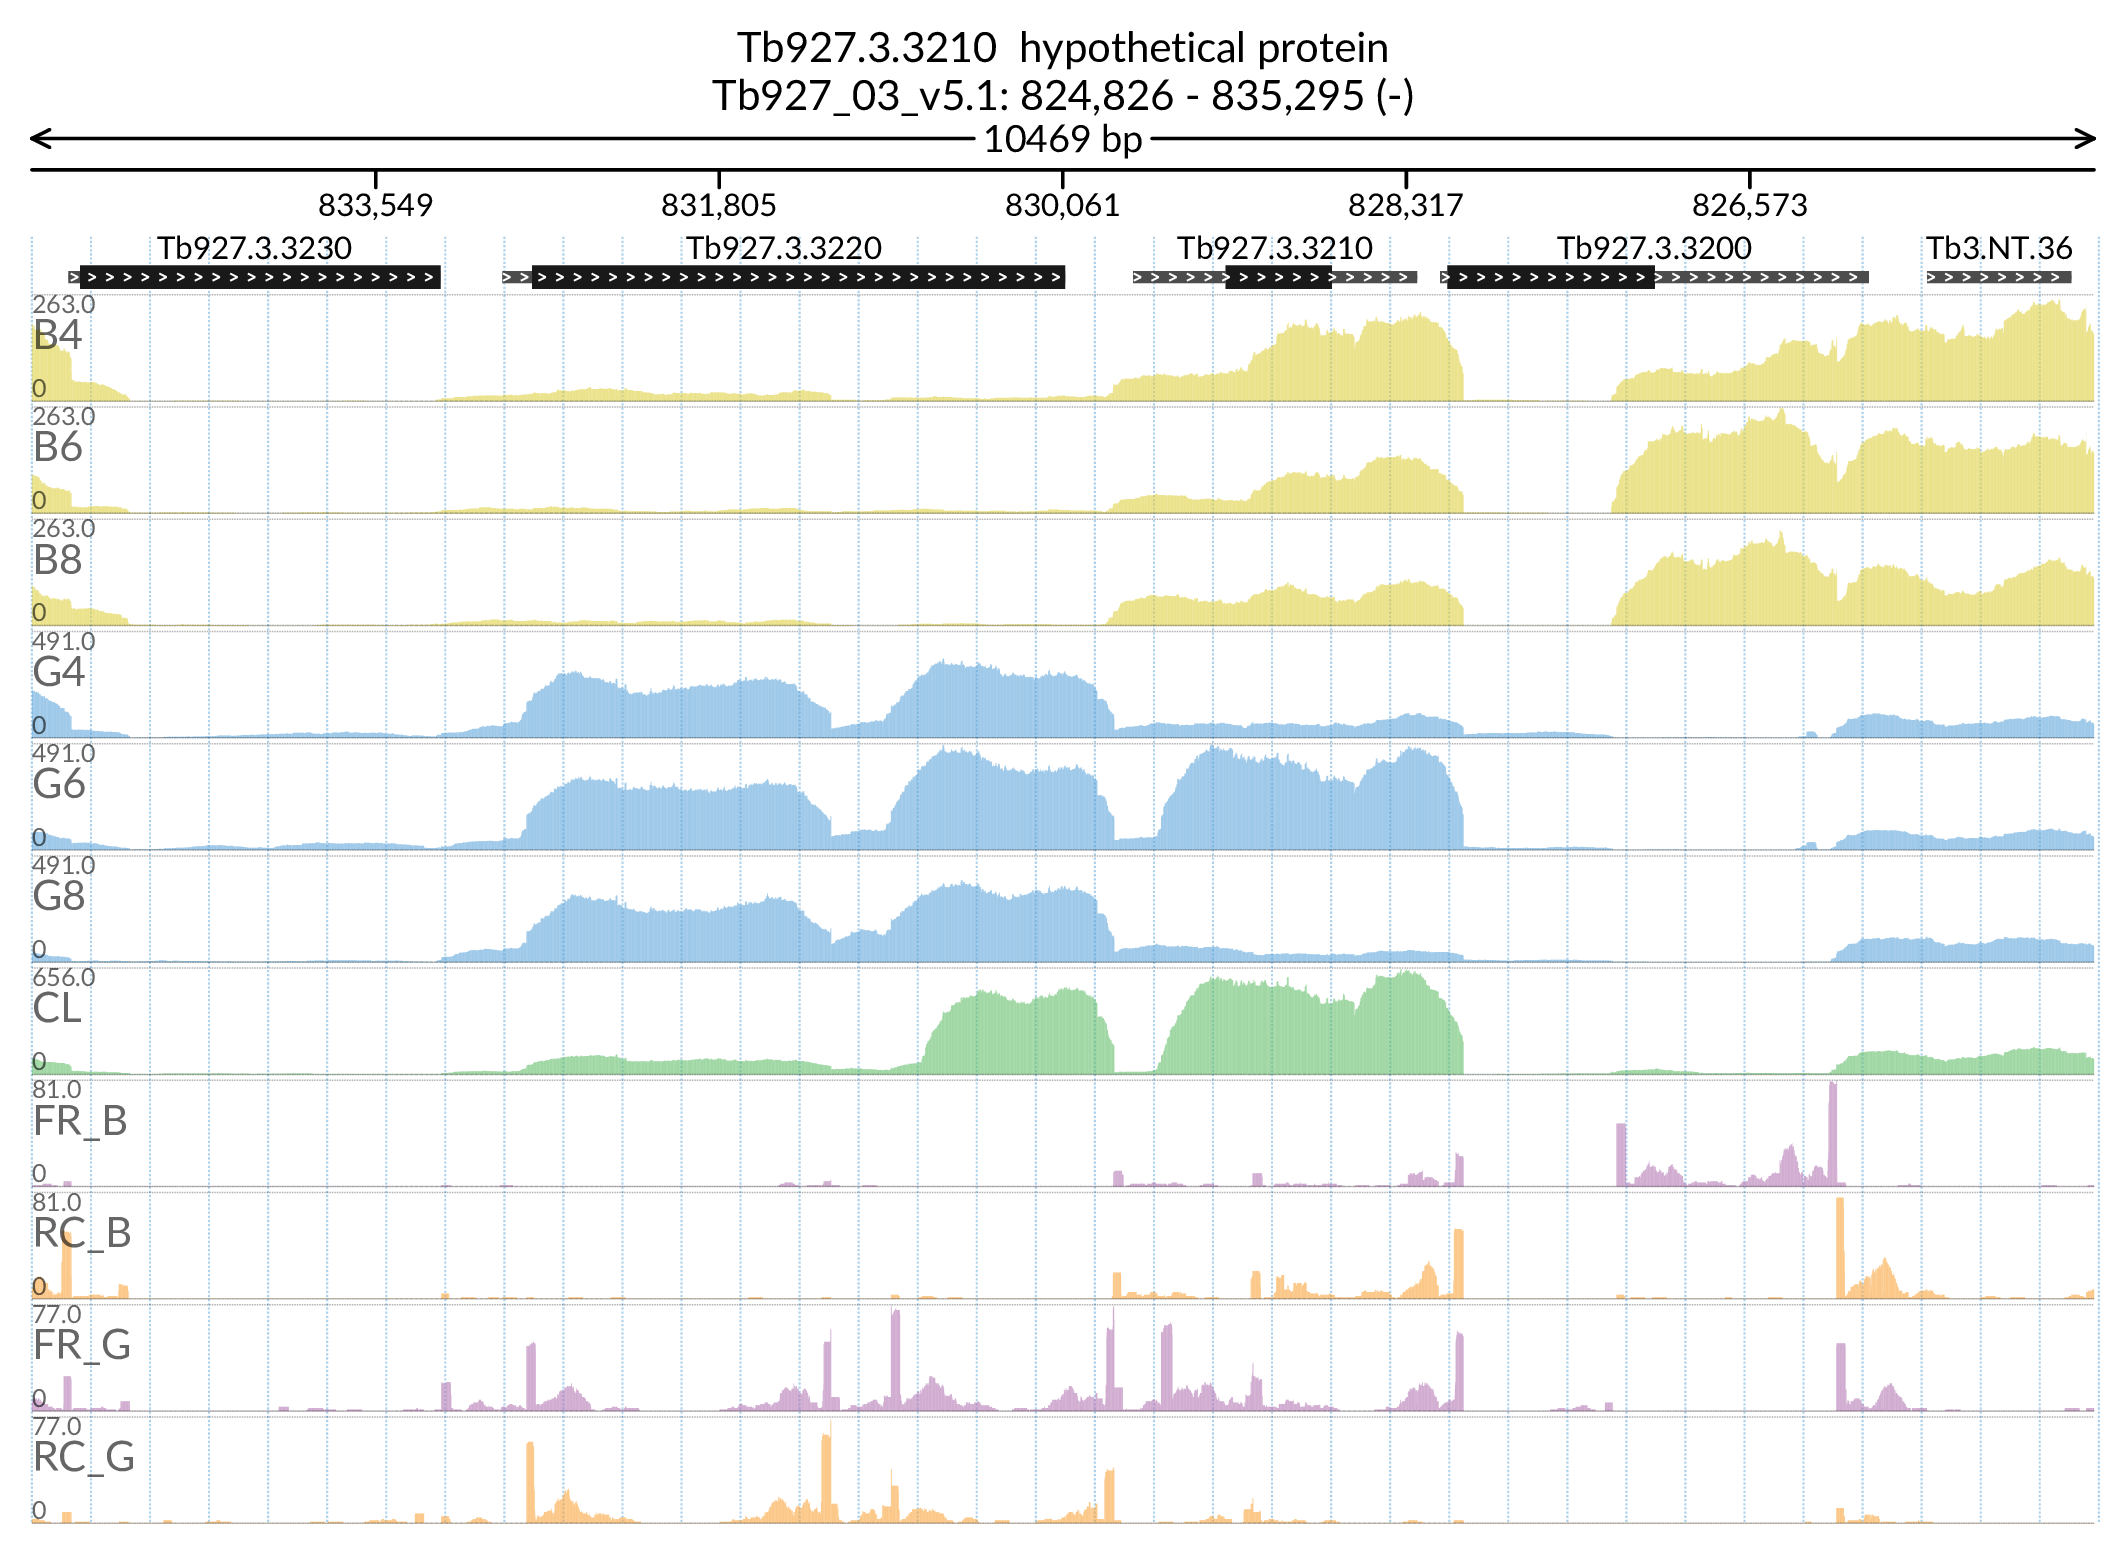 Tb927.3.3210 hypothetical protein
Tb927_03_v5.1: 824,826 - 835,295 (-)
10469 bp
833,549 831,805 830,061 828,317 826,573
Tb927.3.3230 Tb927.3.3220 Tb927.3.3210 Tb927.3.3200 Tb3.NT.36
263.0
B4
0
263.0
B6
0
263.0
B8
0
491.0
G4
0
491.0
G6
0
491.0
G8
0
656.0
CL
0
81.0
FR_B
0
81.0
RC_B
0
77.0
FR_G
0
77.0
RC_G
0